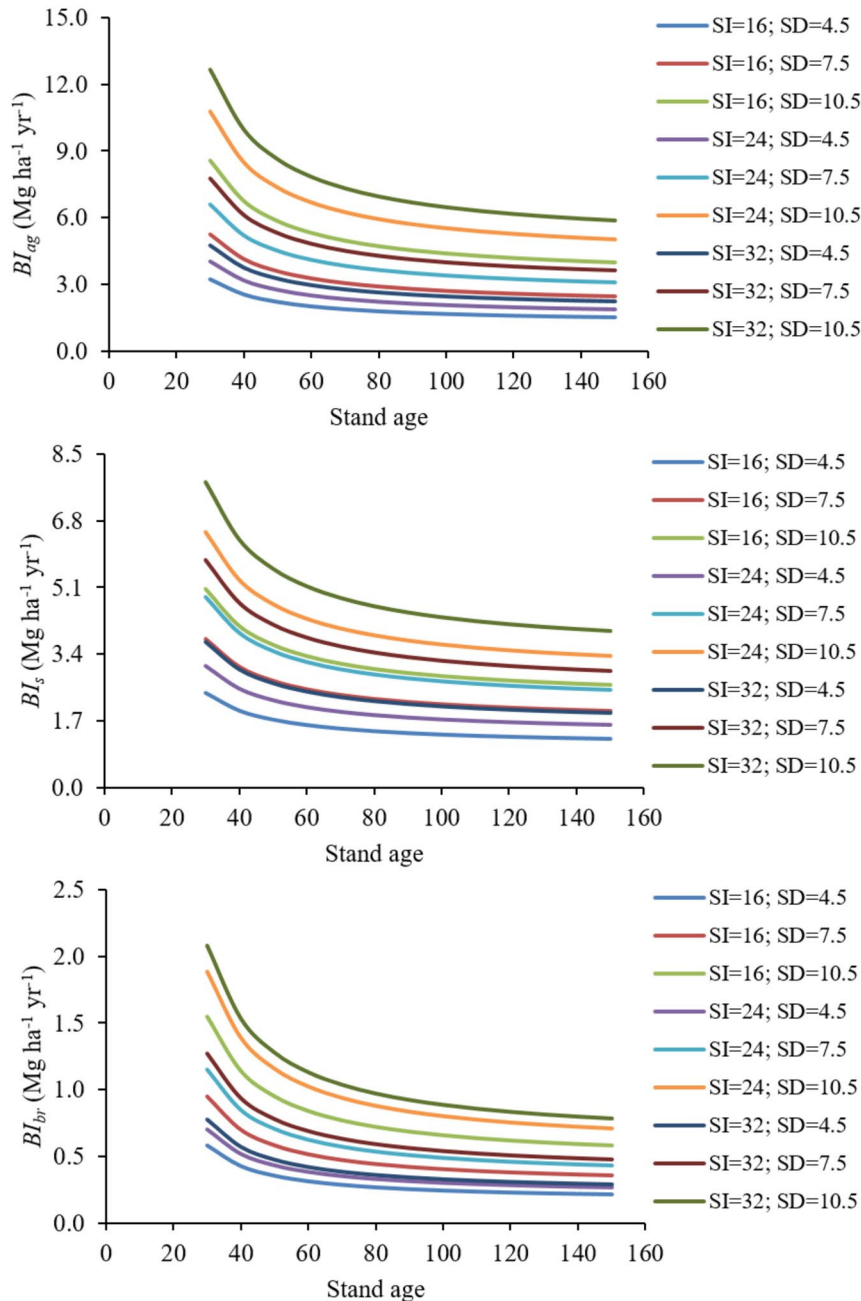 15.0
12.0
9.0
6.0
3.0
0.0
BI_ag (Mg ha⁻¹ yr⁻¹)
0 20 40 60 80 100 120 140 160
Stand age
SI=16; SD=4.5
SI=16; SD=7.5
SI=16; SD=10.5
SI=24; SD=4.5
SI=24; SD=7.5
SI=24; SD=10.5
SI=32; SD=4.5
SI=32; SD=7.5
SI=32; SD=10.5
8.5
6.8
5.1
3.4
1.7
0.0
BI_s (Mg ha⁻¹ yr⁻¹)
0 20 40 60 80 100 120 140 160
Stand age
SI=16; SD=4.5
SI=16; SD=7.5
SI=16; SD=10.5
SI=24; SD=4.5
SI=24; SD=7.5
SI=24; SD=10.5
SI=32; SD=4.5
SI=32; SD=7.5
SI=32; SD=10.5
2.5
2.0
1.5
1.0
0.5
0.0
BI_br (Mg ha⁻¹ yr⁻¹)
0 20 40 60 80 100 120 140 160
Stand age
SI=16; SD=4.5
SI=16; SD=7.5
SI=16; SD=10.5
SI=24; SD=4.5
SI=24; SD=7.5
SI=24; SD=10.5
SI=32; SD=4.5
SI=32; SD=7.5
SI=32; SD=10.5